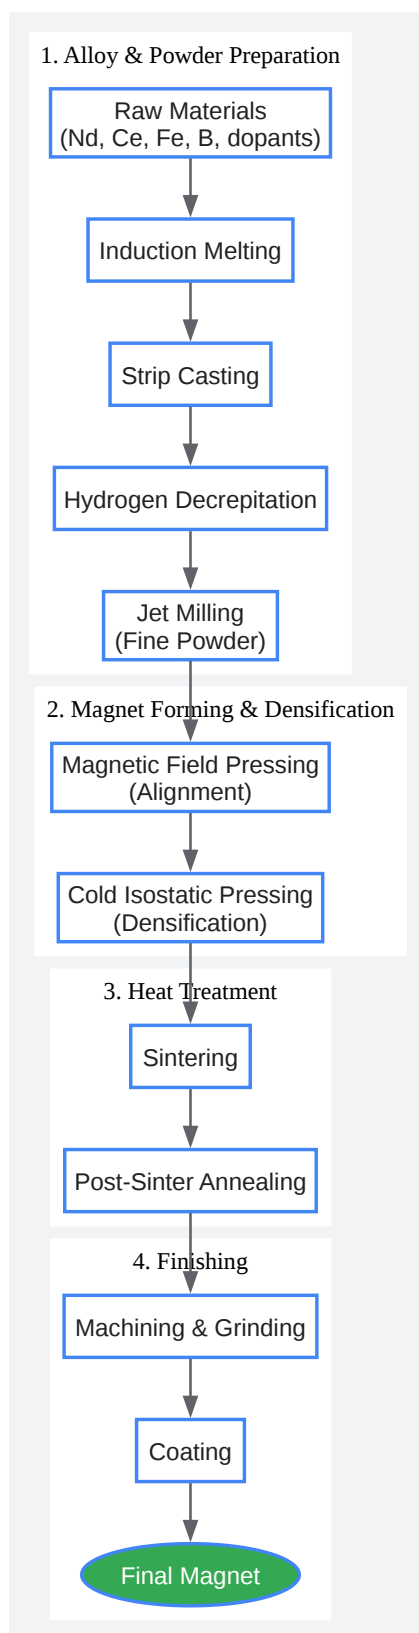 1. Alloy & Powder Preparation
Raw Materials
(Nd, Ce, Fe, B, dopants)
Induction Melting
Strip Casting
Hydrogen Decrepitation
Jet Milling
(Fine Powder)
2. Magnet Forming & Densification
Magnetic Field Pressing
(Alignment)
Cold Isostatic Pressing
(Densification)
3. Heat Treatment
Sintering
Post-Sinter Annealing
4. Finishing
Machining & Grinding
Coating
Final Magnet